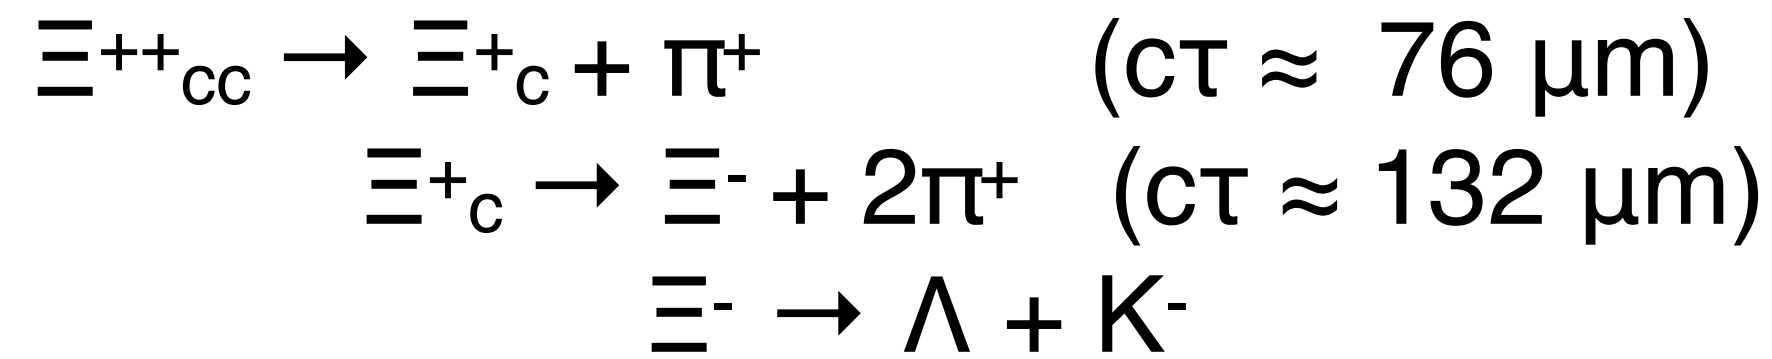 Ξ⁺⁺cc → Ξ⁺c + π⁺ (cτ ≈ 76 μm)
Ξ⁺c → Ξ⁻ + 2π⁺ (cτ ≈ 132 μm)
Ξ⁻ → Λ + K⁻